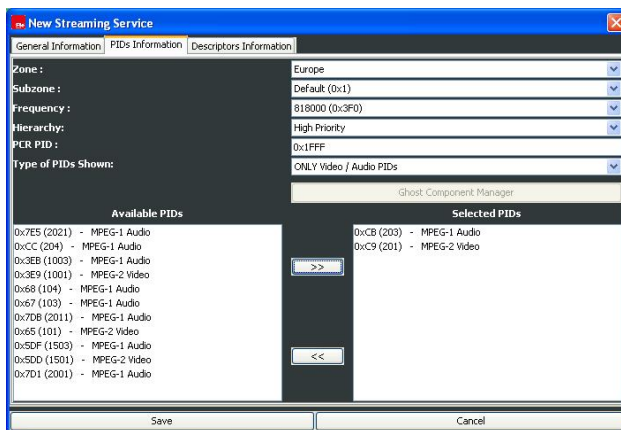 New Streaming Service
General Information PIDs Information Descriptors Information
Zone : Europe
Subzone : Default (0x1)
Frequency : 818000 (0x3F0)
Hierarchy: High Priority
PCR PID : 0x1FFF
Type of PIDs Shown: ONLY Video / Audio PIDs
Ghost Component Manager
Available PIDs
0x7E5 (2021) - MPEG-1 Audio
0xCC (204) - MPEG-1 Audio
0x3EB (1003) - MPEG-1 Audio
0x3E9 (1001) - MPEG-2 Video
0x68 (104) - MPEG-1 Audio
0x67 (103) - MPEG-1 Audio
0x7DB (2011) - MPEG-1 Audio
0x65 (101) - MPEG-2 Video
0x5DF (1503) - MPEG-1 Audio
0x5DD (1501) - MPEG-2 Video
0x7D1 (2001) - MPEG-1 Audio
>>
<<
Selected PIDs
0xCB (203) - MPEG-1 Audio
0xC9 (201) - MPEG-2 Video
Save Cancel